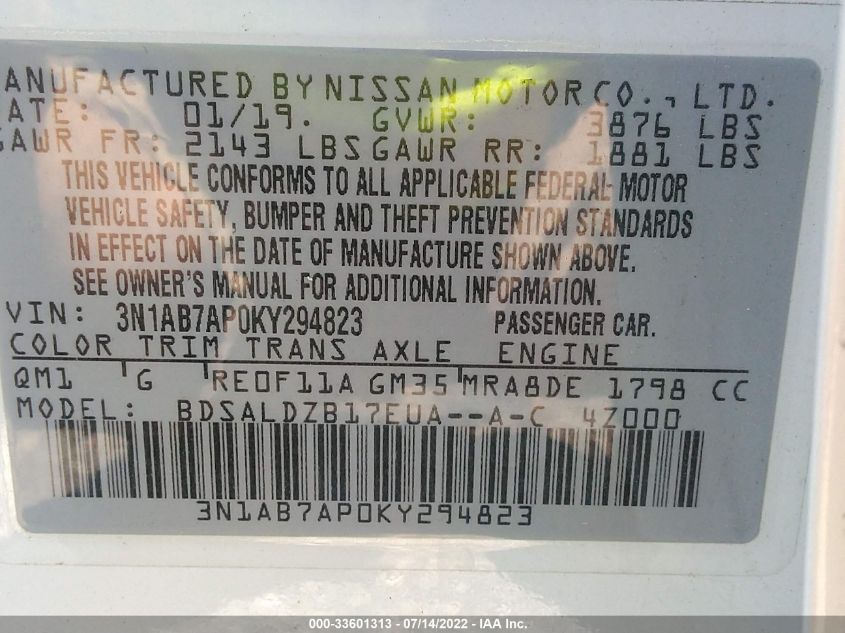 ANUFACTURED BY NISSAN MOTOR CO., LTD.
ATE: 01/19. GVWR: 3876 LBS
GAWR FR: 2143 LBS GAWR RR: 1881 LBS
THIS VEHICLE CONFORMS TO ALL APPLICABLE FEDERAL MOTOR
VEHICLE SAFETY, BUMPER AND THEFT PREVENTION STANDARDS
IN EFFECT ON THE DATE OF MANUFACTURE SHOWN ABOVE.
SEE OWNER'S MANUAL FOR ADDITIONAL INFORMATION.
VIN: 3N1AB7AP0KY294823 PASSENGER CAR.
COLOR TRIM TRANS AXLE ENGINE
QM1 G RE0F11A GM35 MRA8DE 1798 CC
MODEL: BDSALDZB17EUA--A-C 4Z000
3N1AB7AP0KY294823
000-33601313 - 07/14/2022 - IAA Inc.